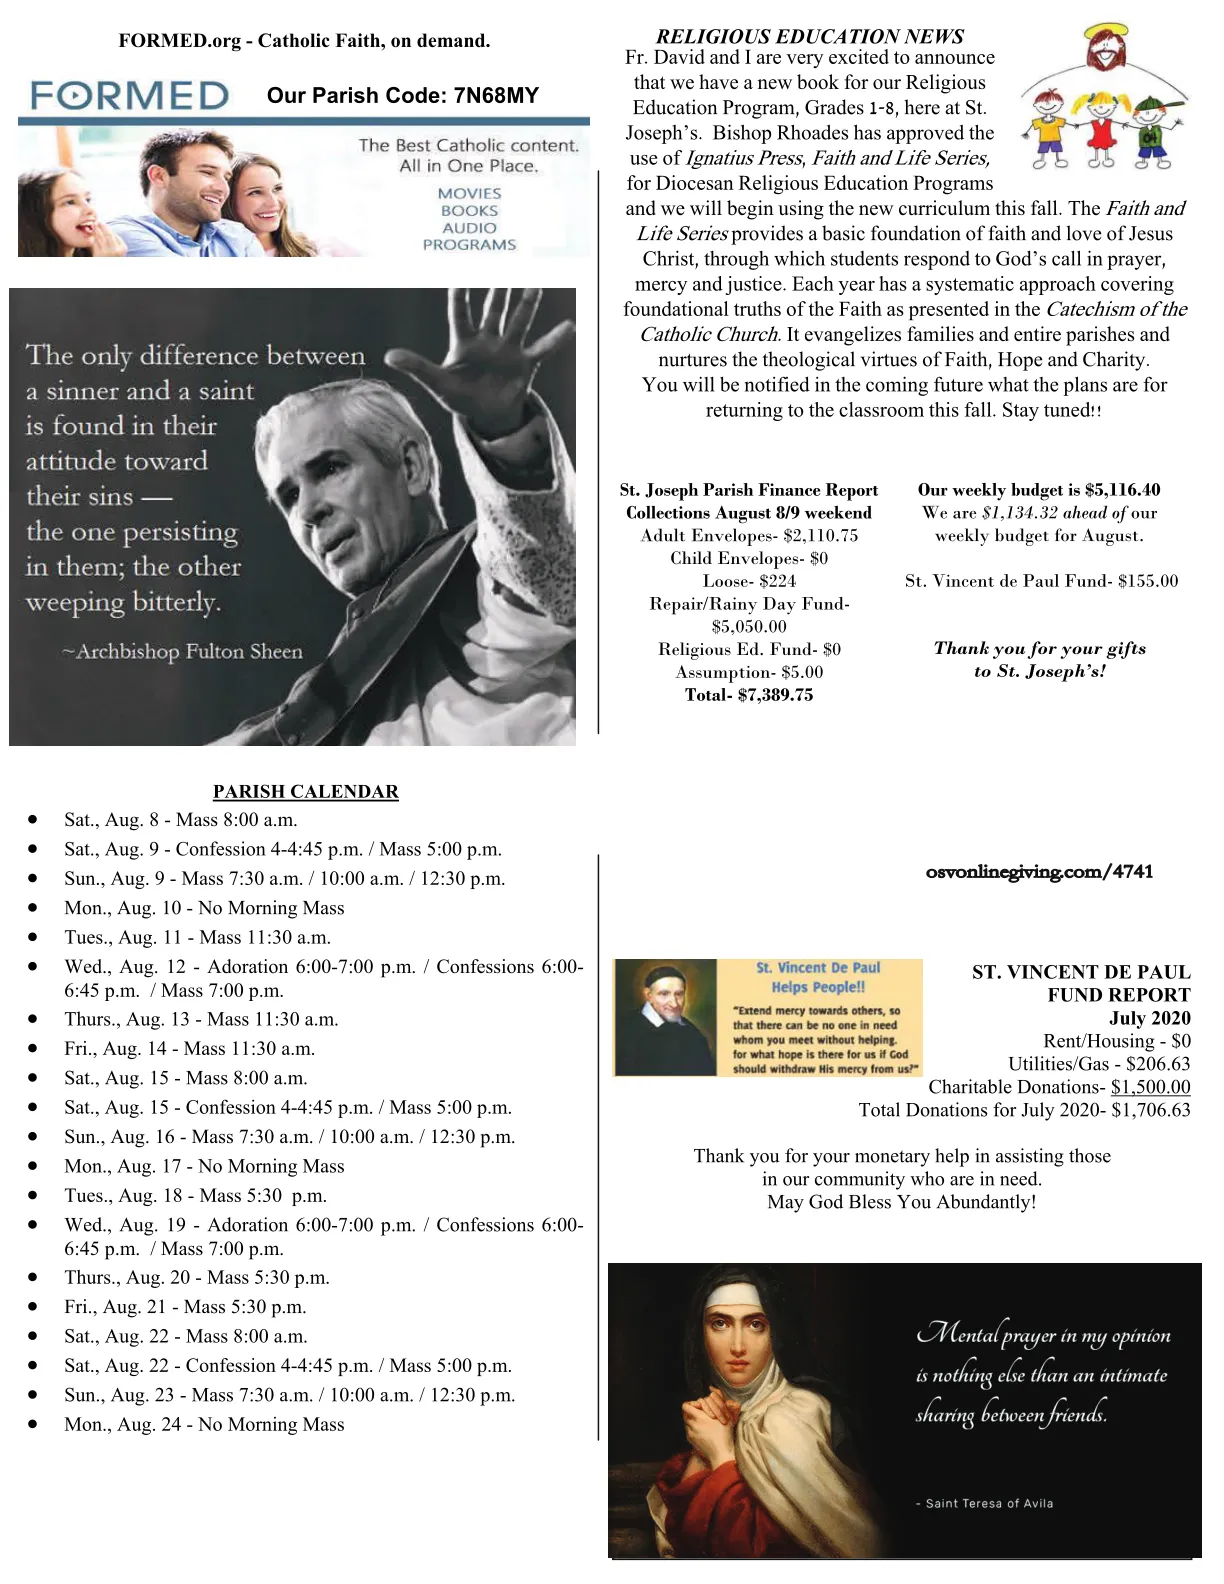 FORMED.org - Catholic Faith, on demand.
FORMED
Our Parish Code: 7N68MY
The Best Catholic content.
All in One Place.
MOVIES
BOOKS
AUDIO
PROGRAMS
The only difference between
a sinner and a saint
is found in their
attitude toward
their sins —
the one persisting
in them; the other
weeping bitterly.
~Archbishop Fulton Sheen
PARISH CALENDAR
• Sat., Aug. 8 - Mass 8:00 a.m.
• Sat., Aug. 9 - Confession 4-4:45 p.m. / Mass 5:00 p.m.
• Sun., Aug. 9 - Mass 7:30 a.m. / 10:00 a.m. / 12:30 p.m.
• Mon., Aug. 10 - No Morning Mass
• Tues., Aug. 11 - Mass 11:30 a.m.
• Wed., Aug. 12 - Adoration 6:00-7:00 p.m. / Confessions 6:00-
6:45 p.m. / Mass 7:00 p.m.
• Thurs., Aug. 13 - Mass 11:30 a.m.
• Fri., Aug. 14 - Mass 11:30 a.m.
• Sat., Aug. 15 - Mass 8:00 a.m.
• Sat., Aug. 15 - Confession 4-4:45 p.m. / Mass 5:00 p.m.
• Sun., Aug. 16 - Mass 7:30 a.m. / 10:00 a.m. / 12:30 p.m.
• Mon., Aug. 17 - No Morning Mass
• Tues., Aug. 18 - Mass 5:30 p.m.
• Wed., Aug. 19 - Adoration 6:00-7:00 p.m. / Confessions 6:00-
6:45 p.m. / Mass 7:00 p.m.
• Thurs., Aug. 20 - Mass 5:30 p.m.
• Fri., Aug. 21 - Mass 5:30 p.m.
• Sat., Aug. 22 - Mass 8:00 a.m.
• Sat., Aug. 22 - Confession 4-4:45 p.m. / Mass 5:00 p.m.
• Sun., Aug. 23 - Mass 7:30 a.m. / 10:00 a.m. / 12:30 p.m.
• Mon., Aug. 24 - No Morning Mass
RELIGIOUS EDUCATION NEWS
Fr. David and I are very excited to announce
that we have a new book for our Religious
Education Program, Grades 1-8, here at St.
Joseph's. Bishop Rhoades has approved the
use of Ignatius Press, Faith and Life Series,
for Diocesan Religious Education Programs
and we will begin using the new curriculum this fall. The Faith and
Life Series provides a basic foundation of faith and love of Jesus
Christ, through which students respond to God's call in prayer,
mercy and justice. Each year has a systematic approach covering
foundational truths of the Faith as presented in the Catechism of the
Catholic Church. It evangelizes families and entire parishes and
nurtures the theological virtues of Faith, Hope and Charity.
You will be notified in the coming future what the plans are for
returning to the classroom this fall. Stay tuned!!
St. Joseph Parish Finance Report
Collections August 8/9 weekend
Adult Envelopes- $2,110.75
Child Envelopes- $0
Loose- $224
Repair/Rainy Day Fund-
$5,050.00
Religious Ed. Fund- $0
Assumption- $5.00
Total- $7,389.75
Our weekly budget is $5,116.40
We are $1,134.32 ahead of our
weekly budget for August.
St. Vincent de Paul Fund- $155.00
Thank you for your gifts
to St. Joseph's!
osvonlinegiving.com/4741
St. Vincent De Paul
Helps People!!
"Extend mercy towards others, so
that there can be no one in need
whom you meet without helping.
for what hope is there for us if God
should withdraw His mercy from us?"
ST. VINCENT DE PAUL
FUND REPORT
July 2020
Rent/Housing - $0
Utilities/Gas - $206.63
Charitable Donations- $1,500.00
Total Donations for July 2020- $1,706.63
Thank you for your monetary help in assisting those
in our community who are in need.
May God Bless You Abundantly!
Mental prayer in my opinion
is nothing else than an intimate
sharing between friends.
- Saint Teresa of Avila